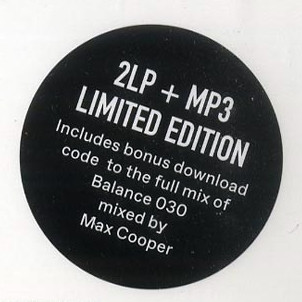 2LP + MP3
LIMITED EDITION
Includes bonus download
code to the full mix of
Balance 030
mixed by
Max Cooper